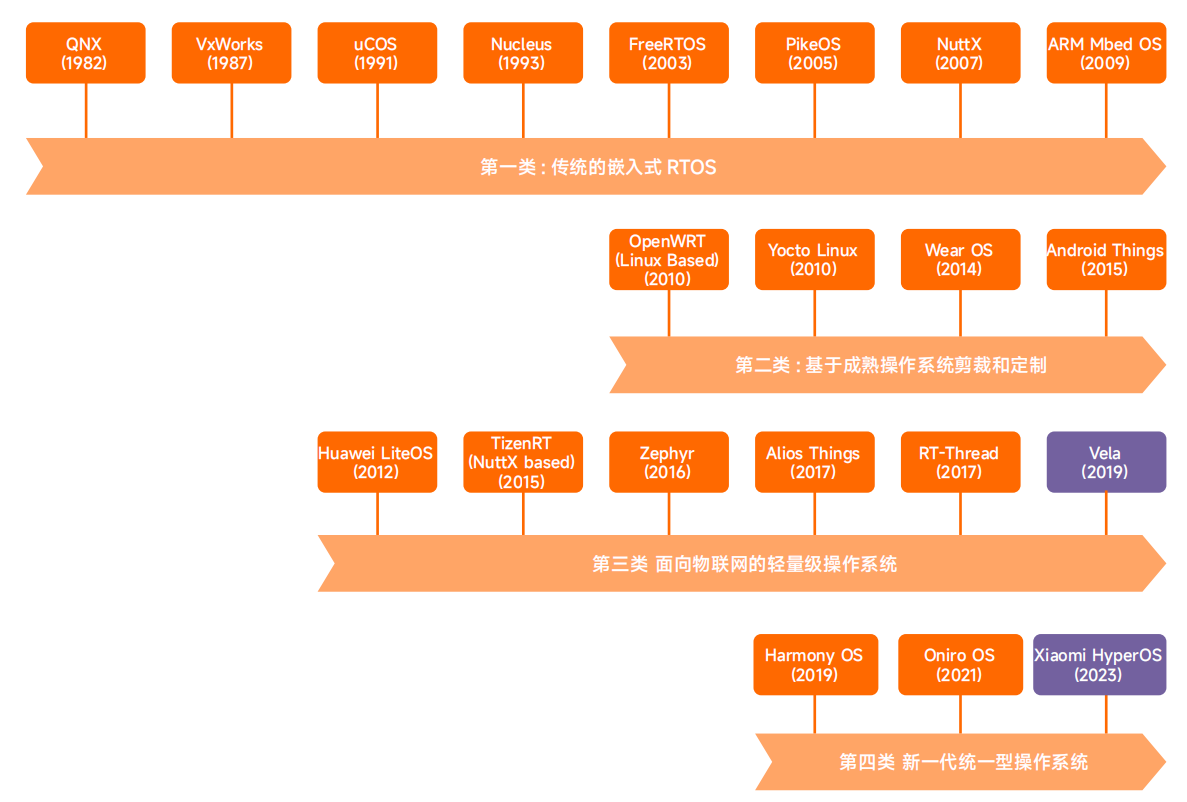 QNX
(1982)
VxWorks
(1987)
uCOS
(1991)
Nucleus
(1993)
FreeRTOS
(2003)
PikeOS
(2005)
NuttX
(2007)
ARM Mbed OS
(2009)
第一类 : 传统的嵌入式 RTOS
OpenWRT
(Linux Based)
(2010)
Yocto Linux
(2010)
Wear OS
(2014)
Android Things
(2015)
第二类 : 基于成熟操作系统剪裁和定制
Huawei LiteOS
(2012)
TizenRT
(NuttX based)
(2015)
Zephyr
(2016)
Alios Things
(2017)
RT-Thread
(2017)
Vela
(2019)
第三类 面向物联网的轻量级操作系统
Harmony OS
(2019)
Oniro OS
(2021)
Xiaomi HyperOS
(2023)
第四类 新一代统一型操作系统